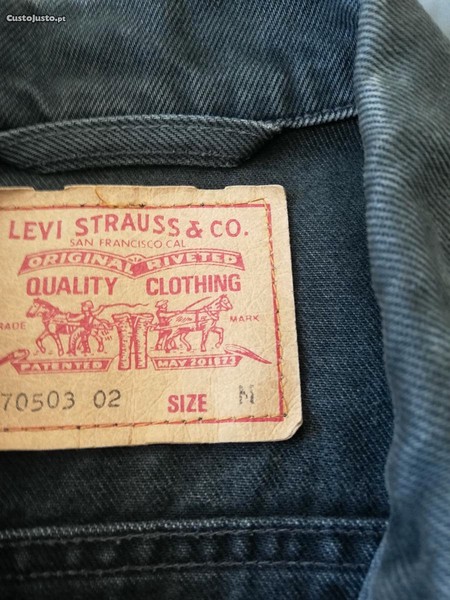 CustoJusto.pt
LEVI STRAUSS & CO.
SAN FRANCISCO CAL
ORIGINAL RIVETED
QUALITY CLOTHING
RADE MARK
PATENTED MAY 20 1873
70503 02 SIZE M